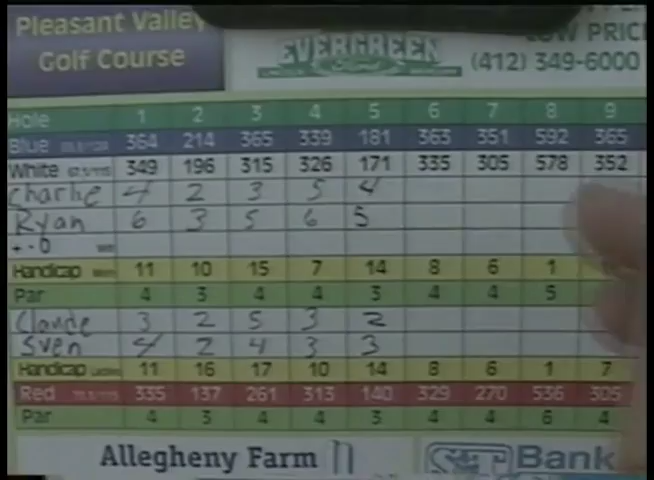 Pleasant Valley
Golf Course
EVERGREEN
LOW PRIC
(412) 349-6000
Hole 1 2 3 4 5 6 7 8 9
Blue 364 214 365 339 181 363 351 592 365
White 349 196 315 326 171 335 305 578 352
Charlie 4 2 3 5 4
Ryan 6 3 5 6 5
+-0
Handicap 11 10 15 7 14 8 6 1
Par 4 3 4 4 3 4 4 5
Claude 3 2 5 3 2
Sven 4 2 4 3 3
Handicap 11 16 17 10 14 8 6 1 7
Red 335 137 261 313 140 329 270 536 305
Par 4 3 4 4 3 4 4 6 4
Allegheny Farm
S&T Bank